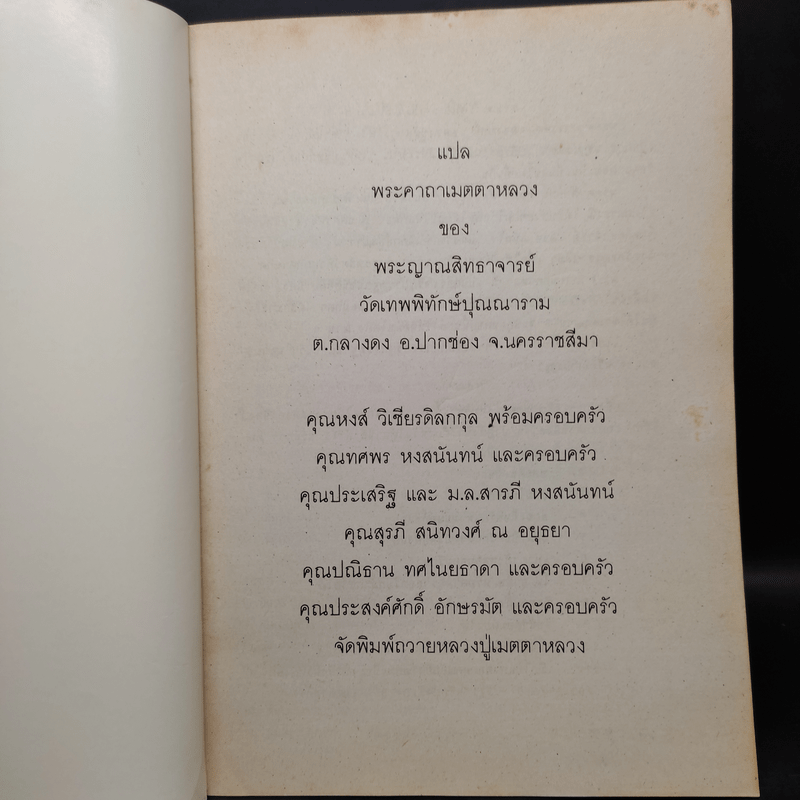 แปล
พระคาถาเมตตาหลวง
ของ
พระญาณสิทธาจารย์
วัดเทพพิทักษ์ปุณณาราม
ต.กลางดง อ.ปากช่อง จ.นครราชสีมา
คุณหงส์ วิเชียรดิลกกุล พร้อมครอบครัว
คุณทศพร หงสนันทน์ และครอบครัว
คุณประเสริฐ และ ม.ล.สารภี หงสนันทน์
คุณสุรภี สนิทวงศ์ ณ อยุธยา
คุณปณิธาน ทศไนยธาดา และครอบครัว
คุณประสงค์ศักดิ์ อักษรมัต และครอบครัว
จัดพิมพ์ถวายหลวงปู่เมตตาหลวง